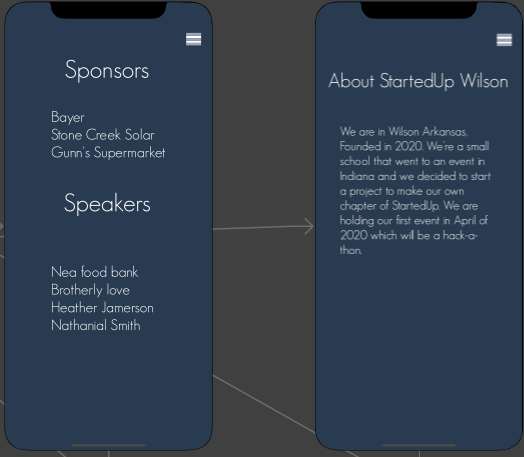 Sponsors
Bayer
Stone Creek Solar
Gunn's Supermarket
Speakers
Nea food bank
Brotherly love
Heather Jamerson
Nathanial Smith
About StartedUp Wilson
We are in Wilson Arkansas,
Founded in 2020. We're a small
school that went to an event in
Indiana and we decided to start
a project to make our own
chapter of StartedUp. We are
holding our first event in April of
2020 which will be a hack-a-
thon.